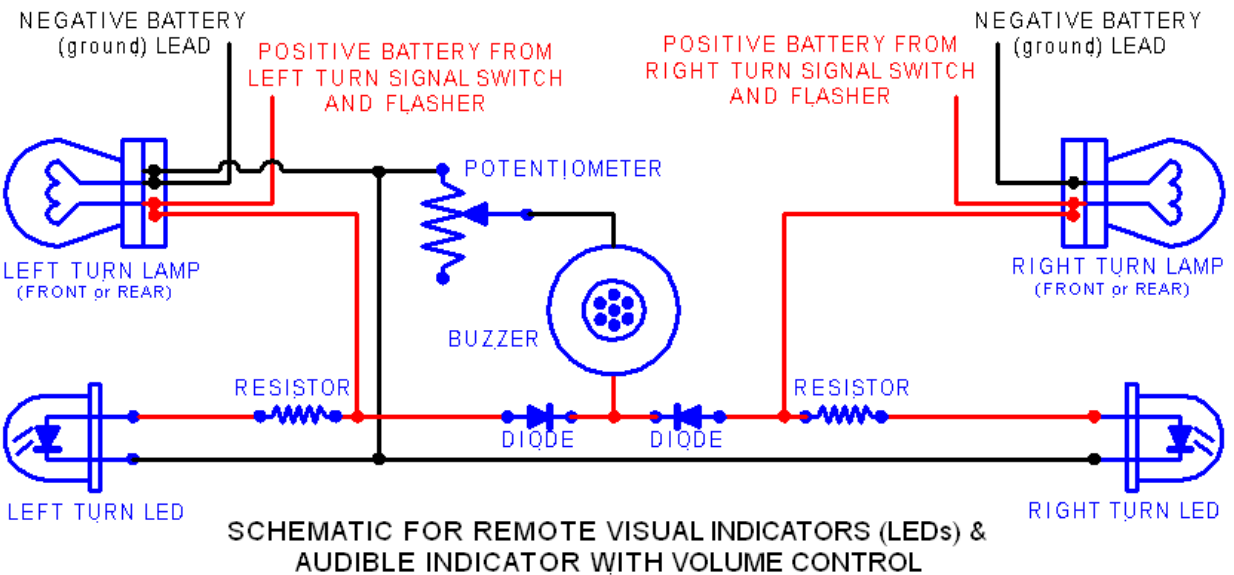 NEGATIVE BATTERY
(ground) LEAD
POSITIVE BATTERY FROM
LEFT TURN SIGNAL SWITCH
AND FLASHER
POSITIVE BATTERY FROM
RIGHT TURN SIGNAL SWITCH
AND FLASHER
NEGATIVE BATTERY
(ground) LEAD
POTENTIOMETER
LEFT TURN LAMP
(FRONT or REAR)
RIGHT TURN LAMP
(FRONT or REAR)
BUZZER
RESISTOR
RESISTOR
DIODE
DIODE
LEFT TURN LED
RIGHT TURN LED
SCHEMATIC FOR REMOTE VISUAL INDICATORS (LEDs) &
AUDIBLE INDICATOR WITH VOLUME CONTROL